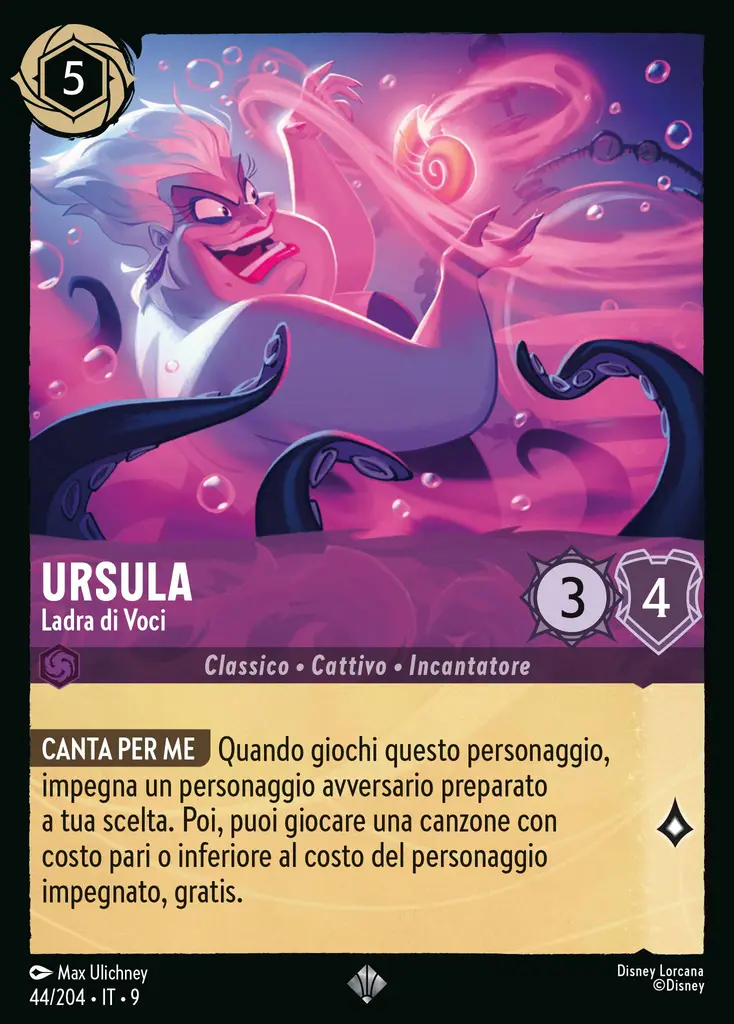 5
URSULA
Ladra di Voci
3
4
Classico • Cattivo • Incantatore
CANTA PER ME Quando giochi questo personaggio,
impegna un personaggio avversario preparato
a tua scelta. Poi, puoi giocare una canzone con
costo pari o inferiore al costo del personaggio
impegnato, gratis.
Max Ulichney
Disney Lorcana
44/204 • IT • 9
©Disney